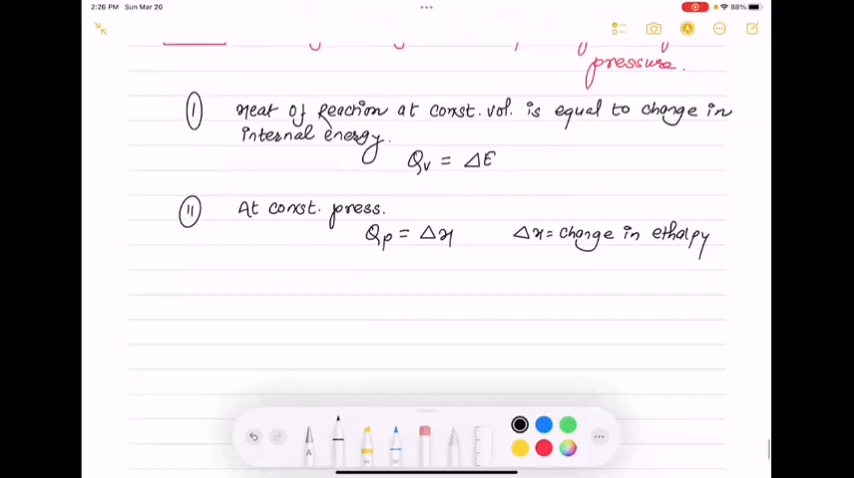 2:26 PM Sun Mar 20
88%
pressure.
I Heat of Reaction at const. vol. is equal to change in
internal energy.
Qv = ΔE
II At const. press.
Qp = ΔH ΔH = change in ethalpy
A